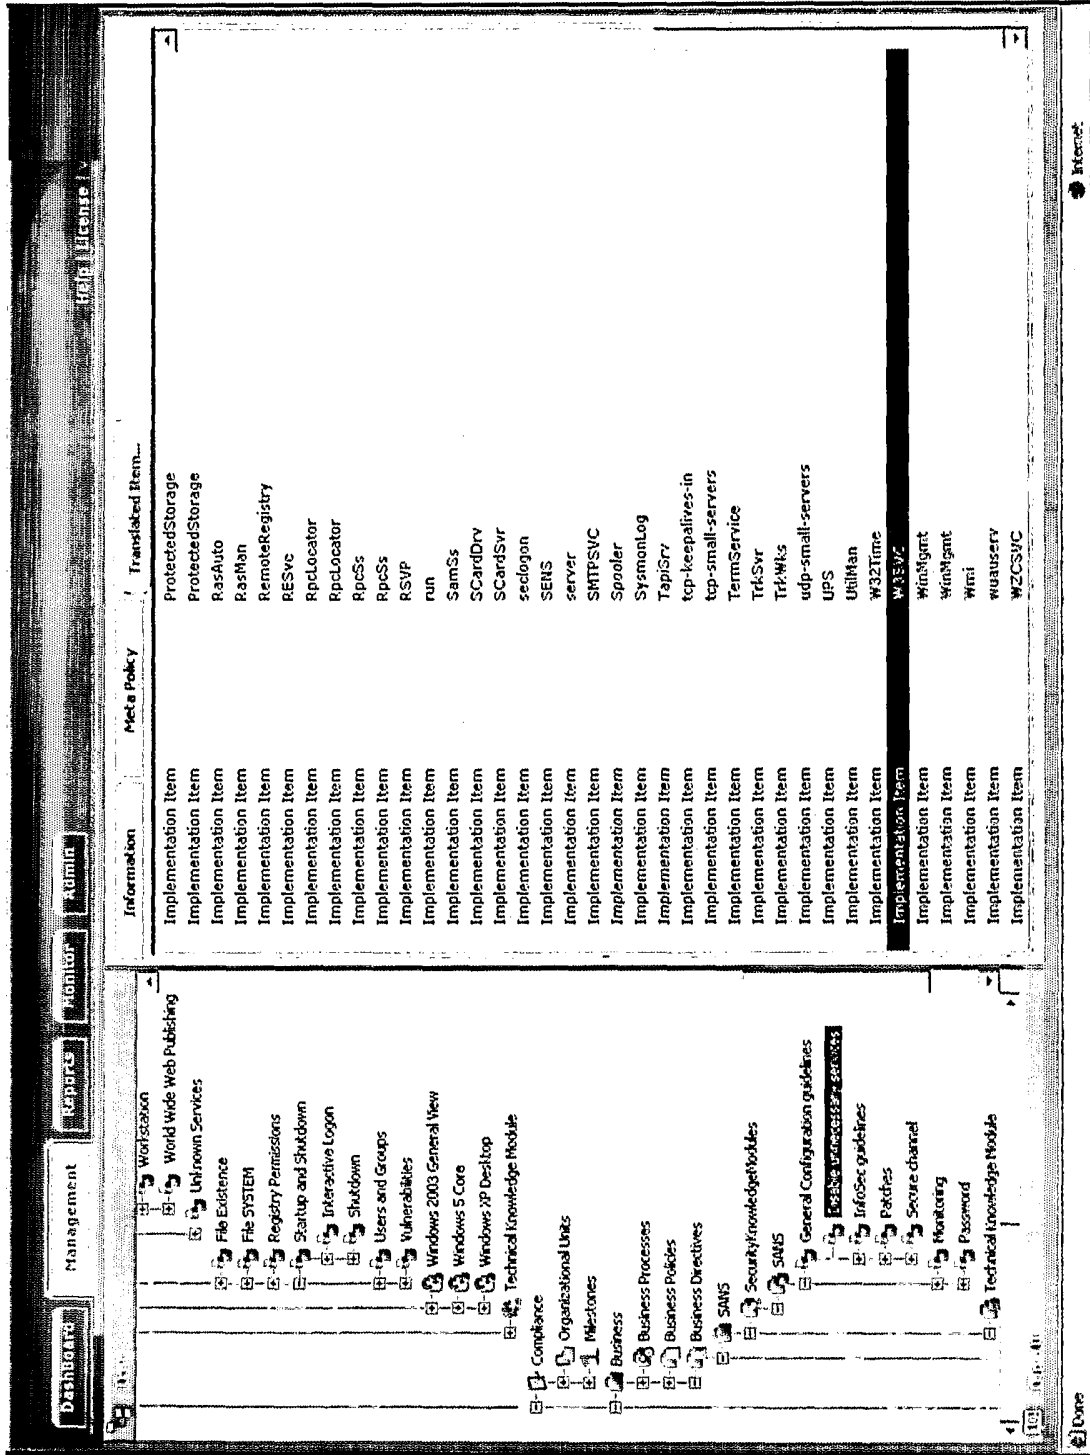 DashBoard
Management
Reports
Monitor
Admin
Help | License |
Workstation
World Wide Web Publishing
Unknown Services
File Existence
File SYSTEM
Registry Permissions
Startup and Shutdown
Interactive Logon
Shutdown
Users and Groups
Vulnerabilities
Windows 2003 General View
Windows 5 Core
Windows XP Desktop
Technical Knowledge Module
Compliance
Organizational Units
Milestones
Business
Business Processes
Business Policies
Business Directives
SANS
SecurityKnowledgeModules
SANS
General Configuration guidelines
Disable unnecessary services
InfoSec guidelines
Patches
Secure channel
Monitoring
Password
Technical Knowledge Module
Information
Meta Policy
Translated Item...
Implementation Item ProtectedStorage
Implementation Item ProtectedStorage
Implementation Item RasAuto
Implementation Item RasMan
Implementation Item RemoteRegistry
Implementation Item RESvc
Implementation Item RpcLocator
Implementation Item RpcLocator
Implementation Item RpcSs
Implementation Item RpcSs
Implementation Item RSVP
Implementation Item run
Implementation Item SamSs
Implementation Item SCardDrv
Implementation Item SCardSvr
Implementation Item seclogon
Implementation Item SENS
Implementation Item server
Implementation Item SMTPSVC
Implementation Item Spooler
Implementation Item SysmonLog
Implementation Item TapiSrv
Implementation Item tcp-keepalives-in
Implementation Item tcp-small-servers
Implementation Item TermService
Implementation Item TrkSvr
Implementation Item TrkWks
Implementation Item udp-small-servers
Implementation Item UPS
Implementation Item UtilMan
Implementation Item W32Time
Implementation Item W3SVC
Implementation Item WinMgmt
Implementation Item WinMgmt
Implementation Item Wmi
Implementation Item wuauserv
Implementation Item WZCSVC
Done
Internet